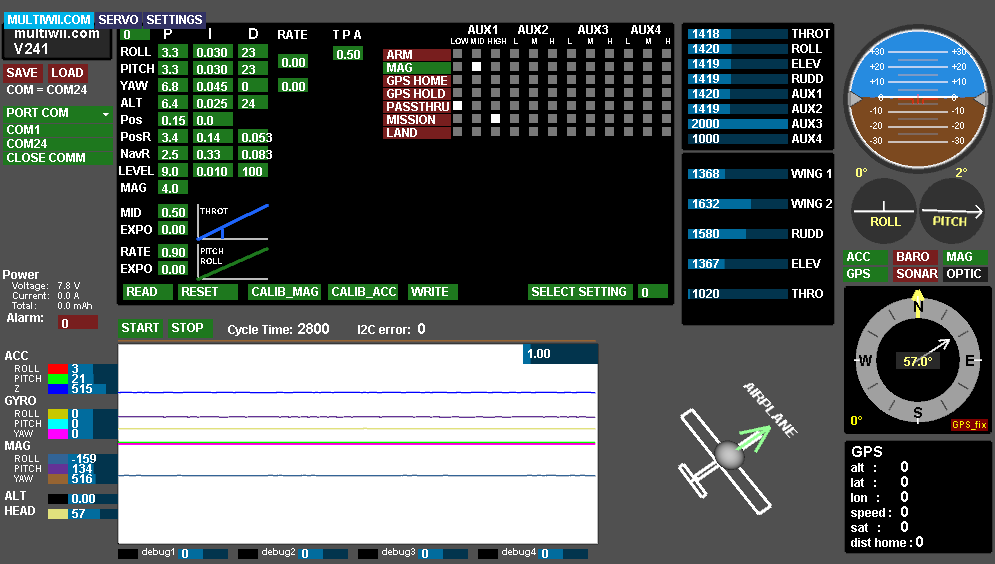 MULTIWII.COM SERVO SETTINGS
multiwii.com
V241
SAVE LOAD
COM = COM24
PORT COM
COM1
COM24
CLOSE COMM
Power
Voltage: 7.8 V
Current: 0.0 A
Total: 0.0 mAh
Alarm: 0
0 P I D RATE T P A
ROLL 3.3 0.030 23 0.00 0.50
PITCH 3.3 0.030 23
YAW 6.8 0.045 0 0.00
ALT 6.4 0.025 24
Pos 0.15 0.0
PosR 3.4 0.14 0.053
NavR 2.5 0.33 0.083
LEVEL 9.0 0.010 100
MAG 4.0
MID 0.50 THROT
EXPO 0.00
RATE 0.90 PITCH
EXPO 0.00 ROLL
AUX1 AUX2 AUX3 AUX4
LOW MID HIGH L M H L M H L M H
ARM
MAG
GPS HOME
GPS HOLD
PASSTHRU
MISSION
LAND
READ RESET CALIB_MAG CALIB_ACC WRITE SELECT SETTING 0
1418 THROT
1420 ROLL
1419 ELEV
1419 RUDD
1420 AUX1
1419 AUX2
2000 AUX3
1000 AUX4
1368 WING 1
1632 WING 2
1580 RUDD
1367 ELEV
1020 THRO
+30 +30
+20 +20
+10 +10
0 0
-10 -10
-20 -20
-30 -30
0° 2°
ROLL PITCH
ACC BARO MAG
GPS SONAR OPTIC
N
W 57.0° E
S
0° GPS_fix
START STOP Cycle Time: 2800 I2C error: 0
1.00
ACC
ROLL 3
PITCH 21
Z 515
GYRO
ROLL 0
PITCH 0
YAW 0
MAG
ROLL -159
PITCH 134
YAW 516
ALT 0.00
HEAD 57
debug1 0 debug2 0 debug3 0 debug4 0
AIRPLANE
GPS
alt : 0
lat : 0
lon : 0
speed : 0
sat : 0
dist home : 0